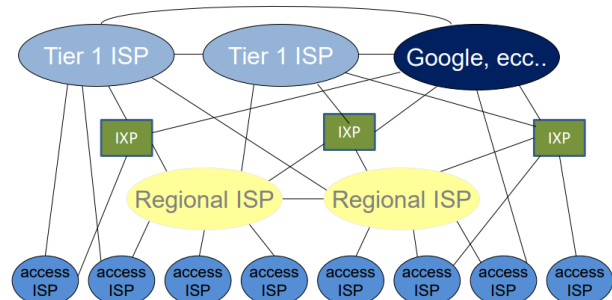 Tier 1 ISP
Tier 1 ISP
Google, ecc..
IXP
IXP
IXP
Regional ISP
Regional ISP
access
ISP
access
ISP
access
ISP
access
ISP
access
ISP
access
ISP
access
ISP
access
ISP